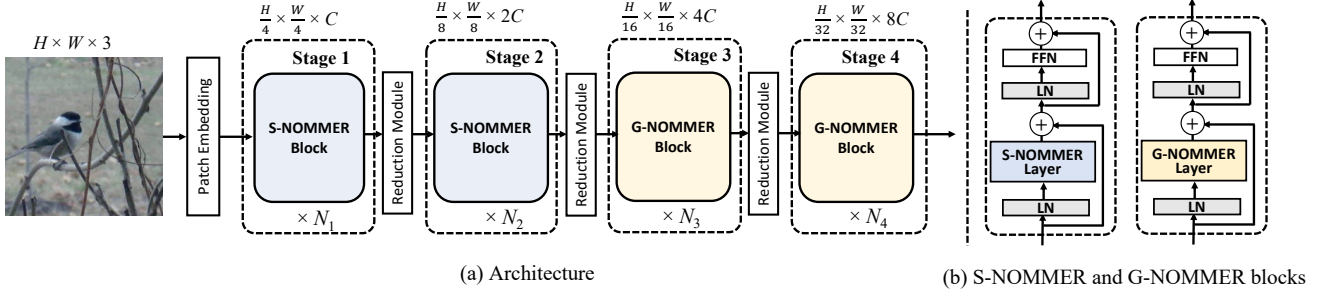 H × W × 3
Patch Embedding
H/4 × W/4 × C
Stage 1
S-NOMMER
Block
× N₁
Reduction Module
H/8 × W/8 × 2C
Stage 2
S-NOMMER
Block
× N₂
Reduction Module
H/16 × W/16 × 4C
Stage 3
G-NOMMER
Block
× N₃
Reduction Module
H/32 × W/32 × 8C
Stage 4
G-NOMMER
Block
× N₄
(a) Architecture
+
FFN
LN
+
S-NOMMER
Layer
LN
+
FFN
LN
+
G-NOMMER
Layer
LN
(b) S-NOMMER and G-NOMMER blocks